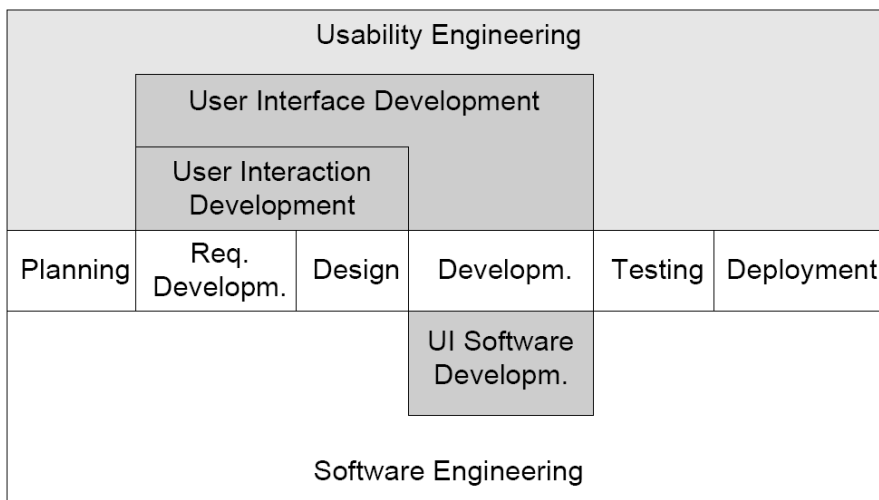 Usability Engineering
User Interface Development
User Interaction
Development
Planning
Req.
Developm.
Design
Developm.
Testing
Deployment
UI Software
Developm.
Software Engineering